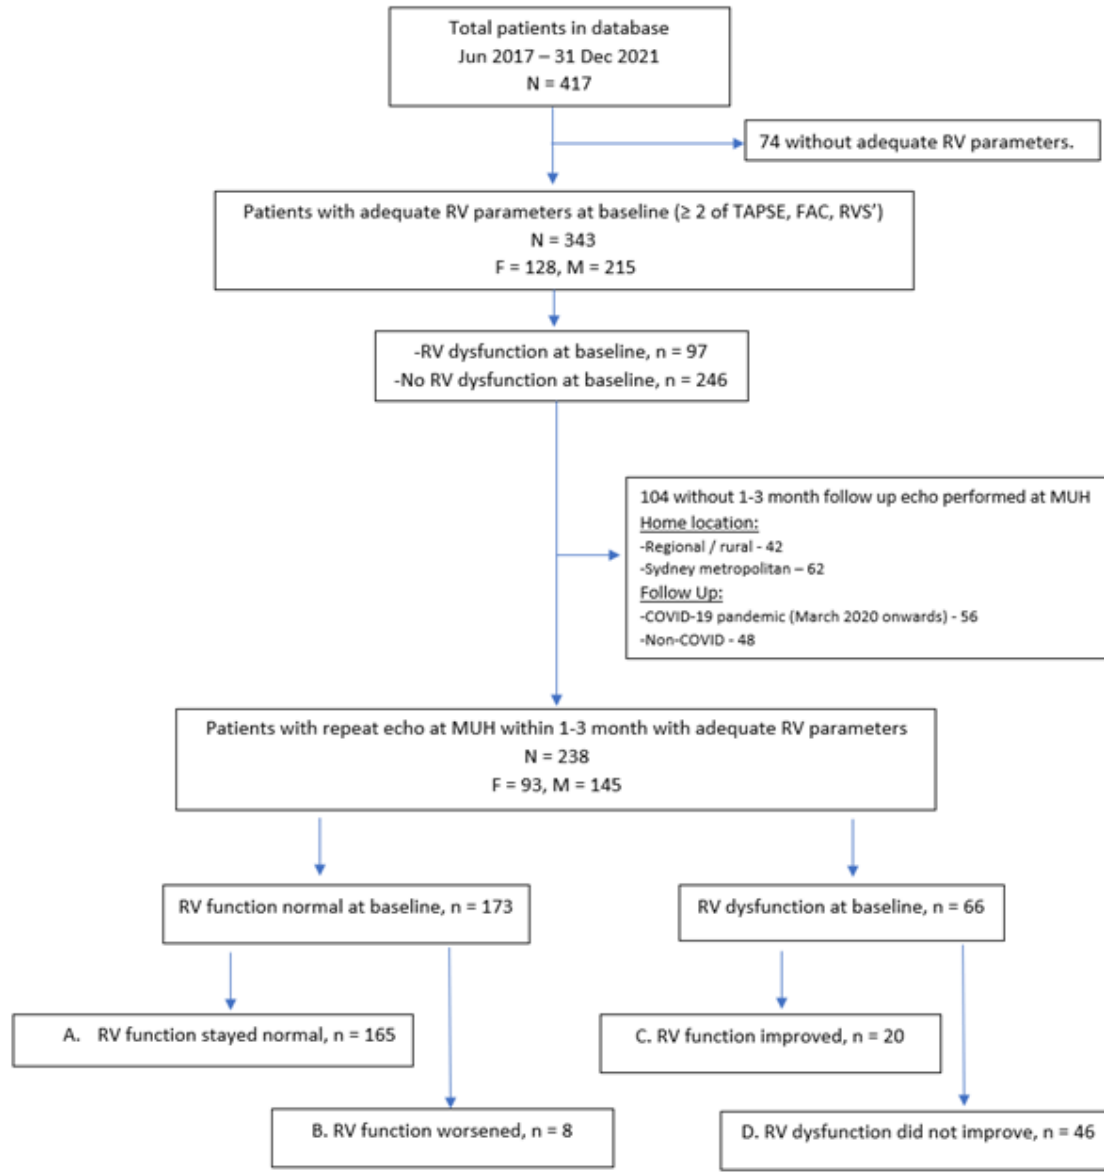 Total patients in database
Jun 2017 – 31 Dec 2021
N = 417
74 without adequate RV parameters.
Patients with adequate RV parameters at baseline (≥ 2 of TAPSE, FAC, RVS’)
N = 343
F = 128, M = 215
-RV dysfunction at baseline, n = 97
-No RV dysfunction at baseline, n = 246
104 without 1-3 month follow up echo performed at MUH
Home location:
-Regional / rural - 42
-Sydney metropolitan – 62
Follow Up:
-COVID-19 pandemic (March 2020 onwards) - 56
-Non-COVID - 48
Patients with repeat echo at MUH within 1-3 month with adequate RV parameters
N = 238
F = 93, M = 145
RV function normal at baseline, n = 173
RV dysfunction at baseline, n = 66
A. RV function stayed normal, n = 165
C. RV function improved, n = 20
B. RV function worsened, n = 8
D. RV dysfunction did not improve, n = 46